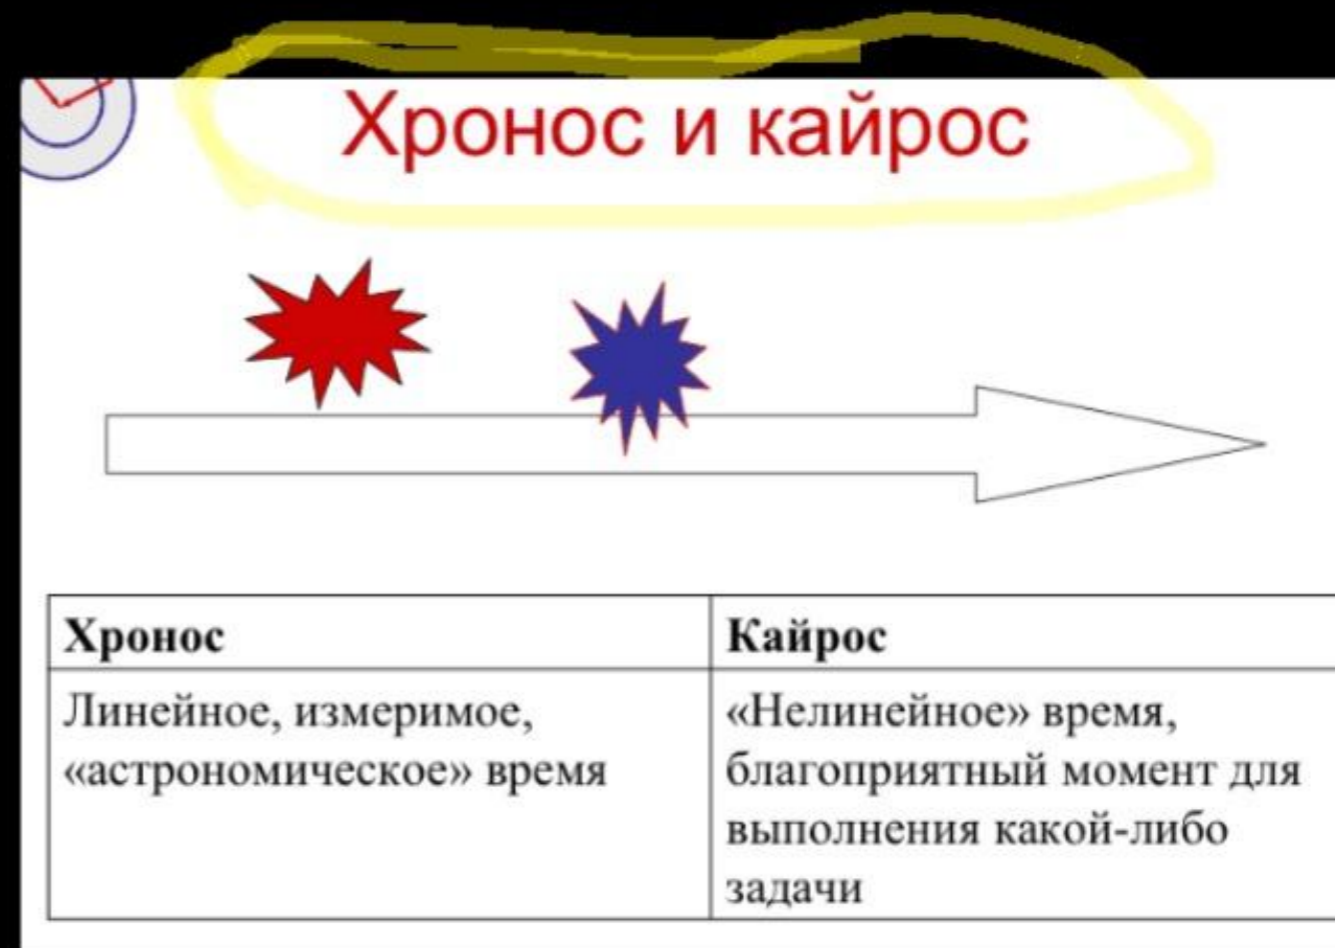 Хронос и кайрос
Хронос
Линейное, измеримое,
«астрономическое» время
Кайрос
«Нелинейное» время,
благоприятный момент для
выполнения какой-либо
задачи